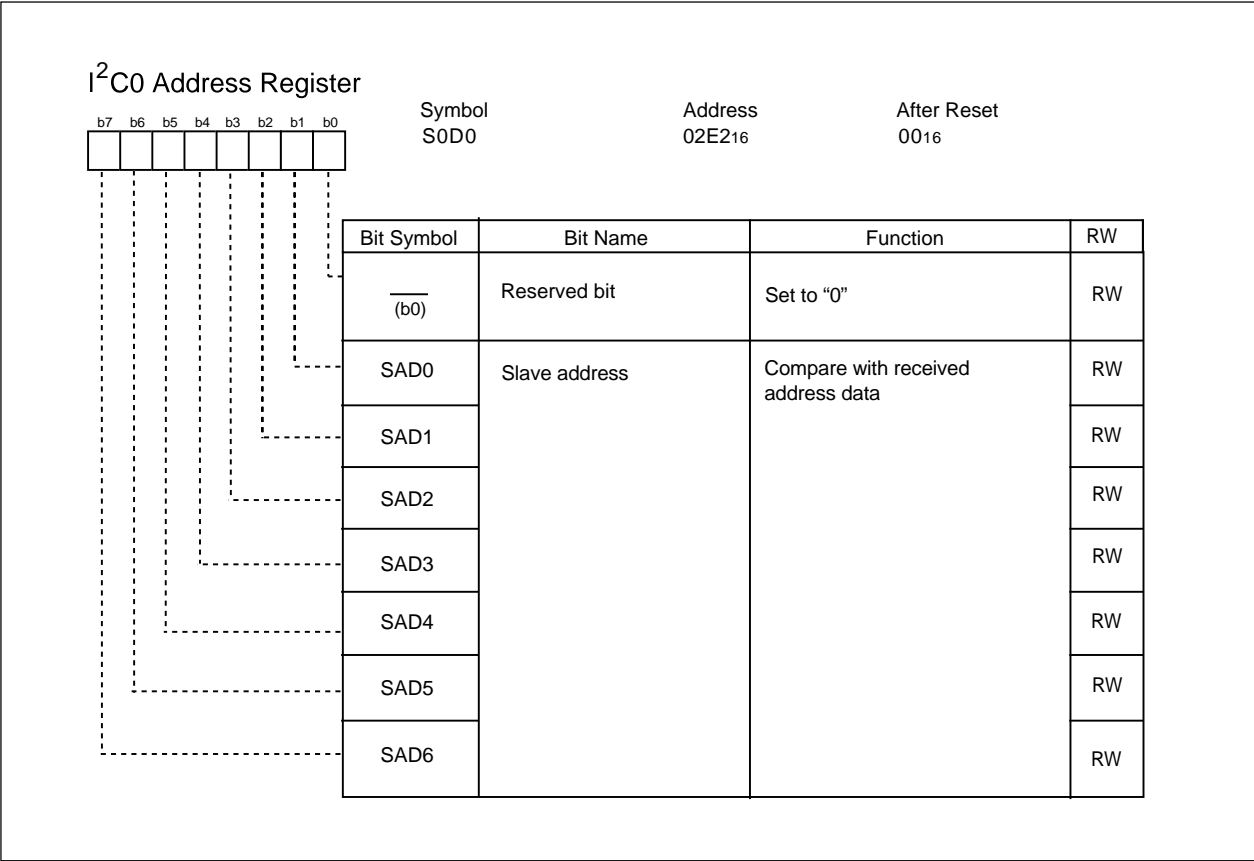 I²C0 Address Register
Symbol Address After Reset
b7 b6 b5 b4 b3 b2 b1 b0
S0D0 02E216 0016
Bit Symbol Bit Name Function RW
(b0) Reserved bit Set to “0” RW
SAD0 Slave address Compare with received address data RW
SAD1 RW
SAD2 RW
SAD3 RW
SAD4 RW
SAD5 RW
SAD6 RW